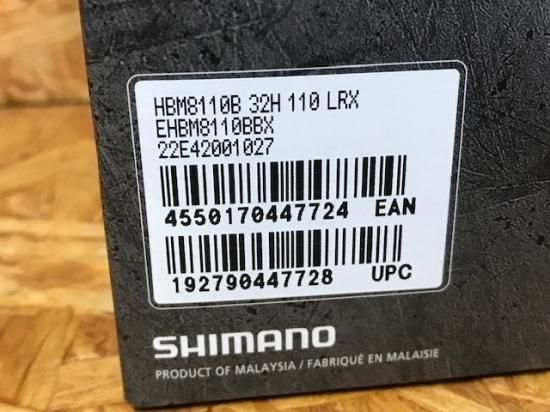 HBM8110B 32H 110 LRX
EHBM8110BBX
22E42001027
4550170447724 EAN
192790447728 UPC
SHIMANO
PRODUCT OF MALAYSIA / FABRIQUÉ EN MALAISIE